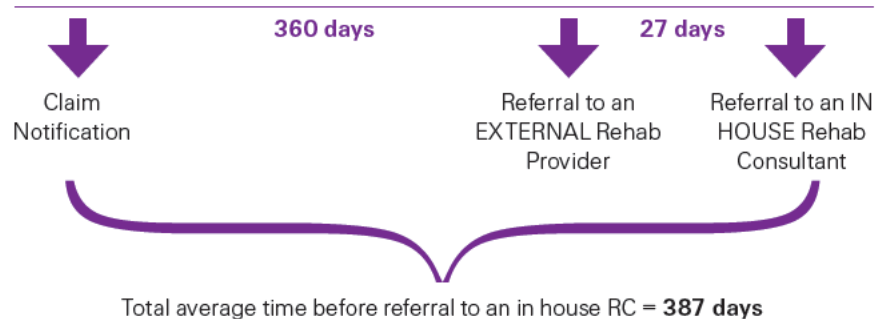 360 days
27 days
Claim
Notification
Referral to an
EXTERNAL Rehab
Provider
Referral to an IN
HOUSE Rehab
Consultant
Total average time before referral to an in house RC = 387 days